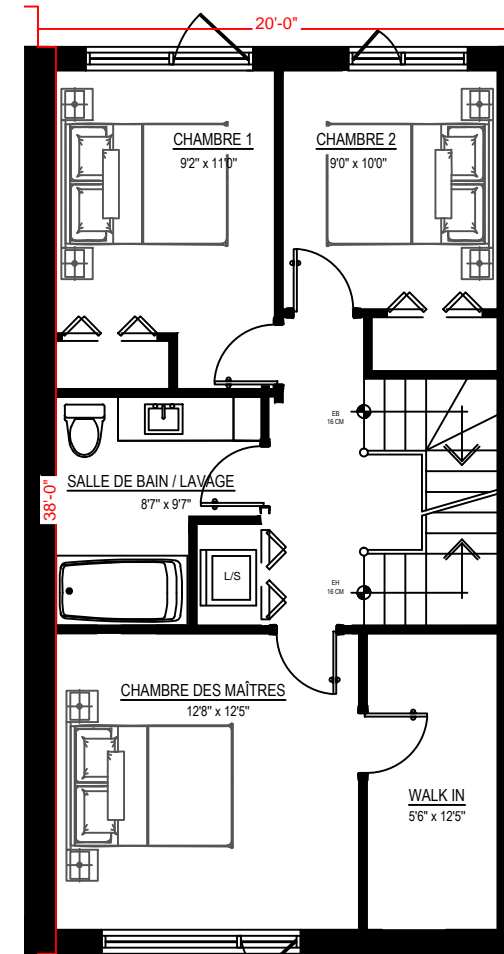 20'-0"
CHAMBRE 1
9'2" x 11'0"
CHAMBRE 2
9'0" x 10'0"
EB
16 CM
SALLE DE BAIN / LAVAGE
8'7" x 9'7"
38'-0"
L/S
EH
16 CM
CHAMBRE DES MAÎTRES
12'8" x 12'5"
WALK IN
5'6" x 12'5"